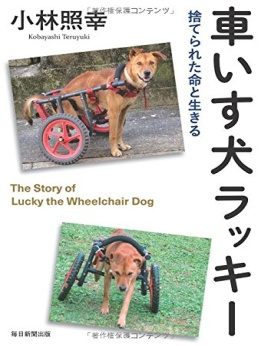 小林照幸
Kobayashi Teruyuki
「著作権保護コンテンツ」
車いす犬ラッキー
捨てられた命と生きる
The Story of
Lucky the Wheelchair Dog
毎日新聞出版
「著作権保護コンテンツ」